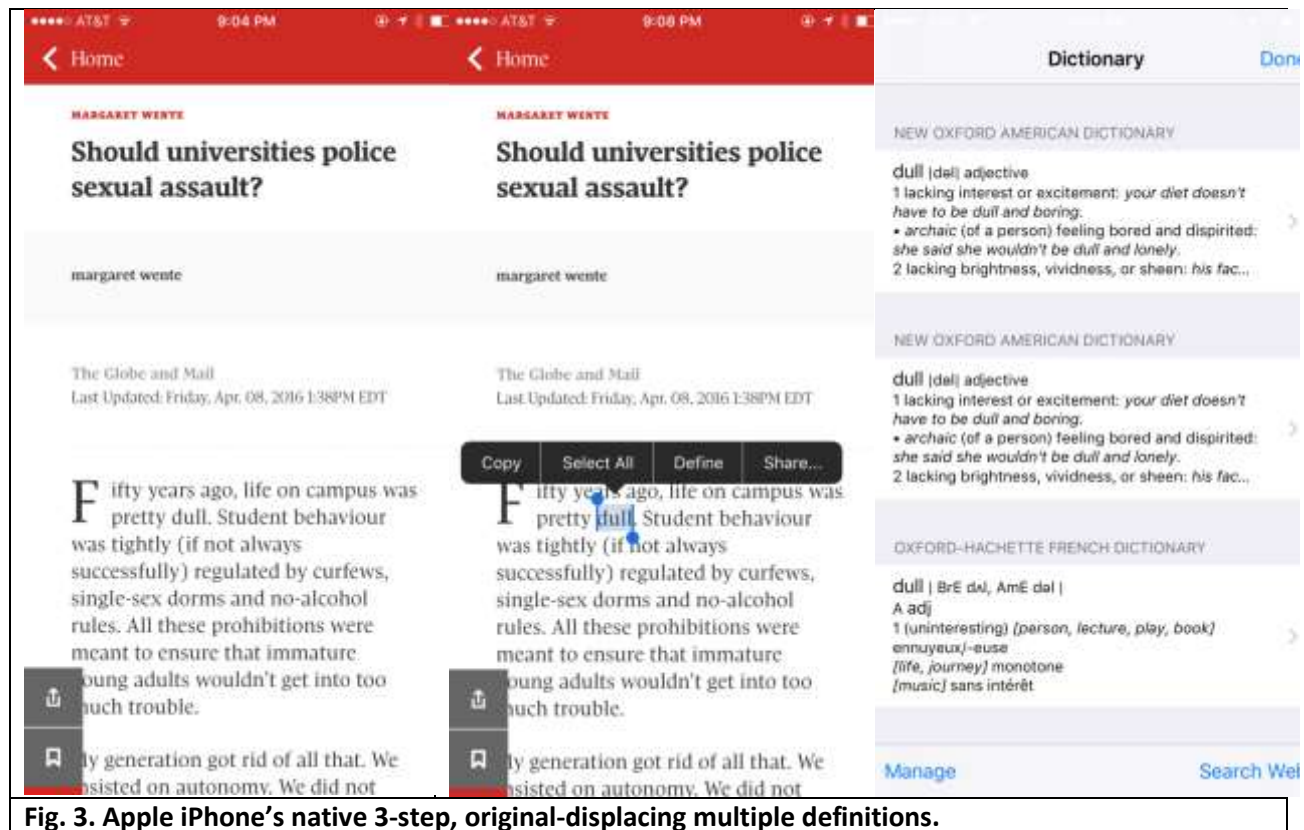 AT&T 9:04 PM
Home
MARGARET WENTE
Should universities police
sexual assault?
margaret wente
The Globe and Mail
Last Updated: Friday, Apr. 08, 2016 1:38PM EDT
Fifty years ago, life on campus was
pretty dull. Student behaviour
was tightly (if not always
successfully) regulated by curfews,
single-sex dorms and no-alcohol
rules. All these prohibitions were
meant to ensure that immature
oung adults wouldn't get into too
uch trouble.
ly generation got rid of all that. We
nsisted on autonomy. We did not
AT&T 9:08 PM
Home
MARGARET WENTE
Should universities police
sexual assault?
margaret wente
The Globe and Mail
Last Updated: Friday, Apr. 08, 2016 1:38PM EDT
Copy Select All Define Share...
Fifty years ago, life on campus was
pretty dull. Student behaviour
was tightly (if not always
successfully) regulated by curfews,
single-sex dorms and no-alcohol
rules. All these prohibitions were
meant to ensure that immature
oung adults wouldn't get into too
uch trouble.
ly generation got rid of all that. We
nsisted on autonomy. We did not
Dictionary Done
NEW OXFORD AMERICAN DICTIONARY
dull |dəl| adjective
1 lacking interest or excitement: your diet doesn't
have to be dull and boring.
• archaic (of a person) feeling bored and dispirited:
she said she wouldn't be dull and lonely.
2 lacking brightness, vividness, or sheen: his fac...
NEW OXFORD AMERICAN DICTIONARY
dull |dəl| adjective
1 lacking interest or excitement: your diet doesn't
have to be dull and boring.
• archaic (of a person) feeling bored and dispirited:
she said she wouldn't be dull and lonely.
2 lacking brightness, vividness, or sheen: his fac...
OXFORD-HACHETTE FRENCH DICTIONARY
dull | BrE dʌl, AmE dəl |
A adj
1 (uninteresting) [person, lecture, play, book]
ennuyeux/-euse
[life, journey] monotone
[music] sans intérêt
Manage Search Web
Fig. 3. Apple iPhone's native 3-step, original-displacing multiple definitions.